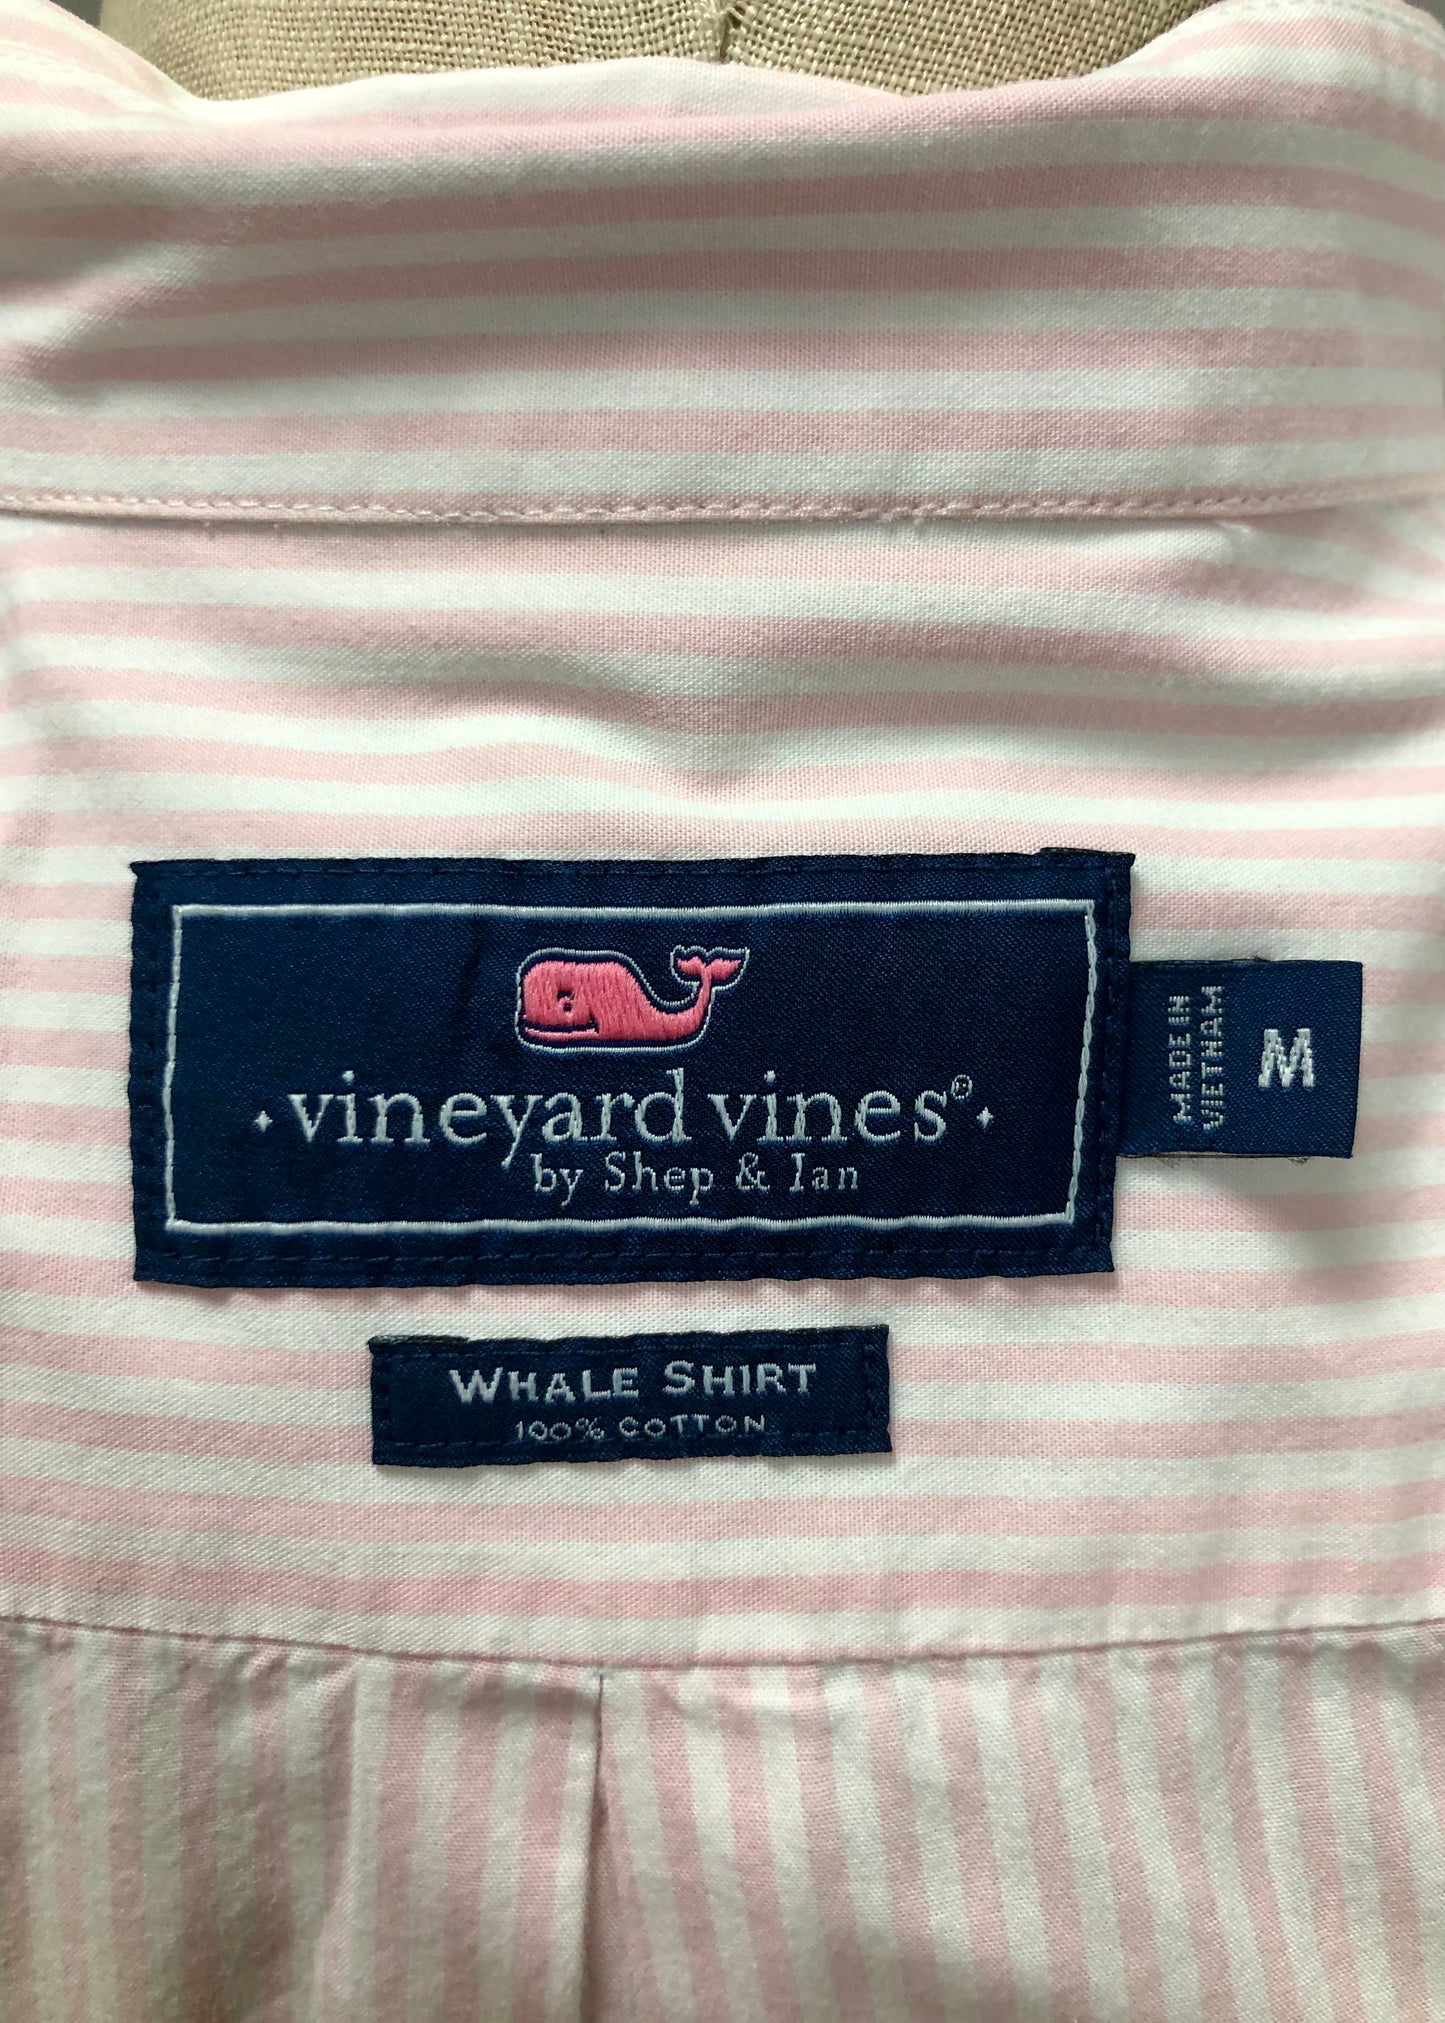 vineyard vines®
by Shep & Ian
MADE IN
VIETNAM
M
WHALE SHIRT
100% COTTON